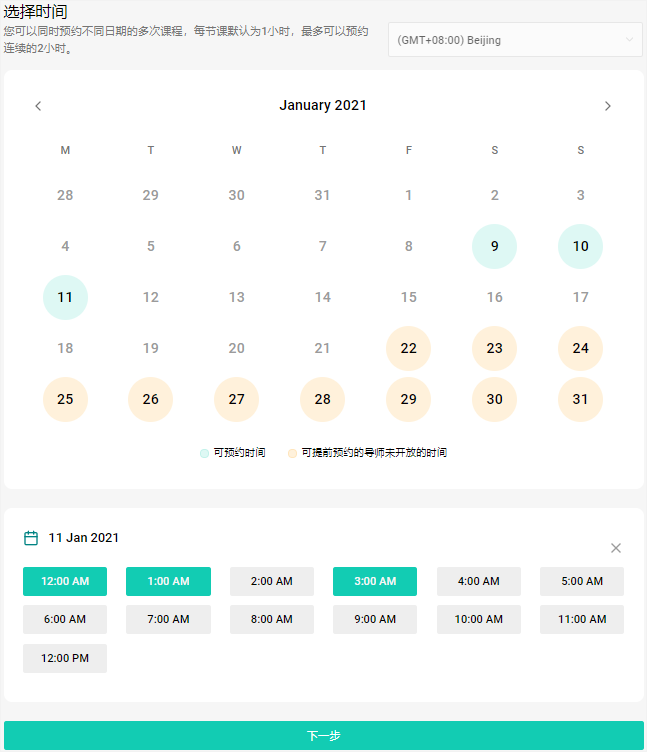 选择时间
您可以同时预约不同日期的多次课程，每节课默认为1小时，最多可以预约
连续的2小时。
(GMT+08:00) Beijing
January 2021
M T W T F S S
28 29 30 31 1 2 3
4 5 6 7 8 9 10
11 12 13 14 15 16 17
18 19 20 21 22 23 24
25 26 27 28 29 30 31
可预约时间 可提前预约的导师未开放的时间
11 Jan 2021
12:00 AM 1:00 AM 2:00 AM 3:00 AM 4:00 AM 5:00 AM
6:00 AM 7:00 AM 8:00 AM 9:00 AM 10:00 AM 11:00 AM
12:00 PM
下一步